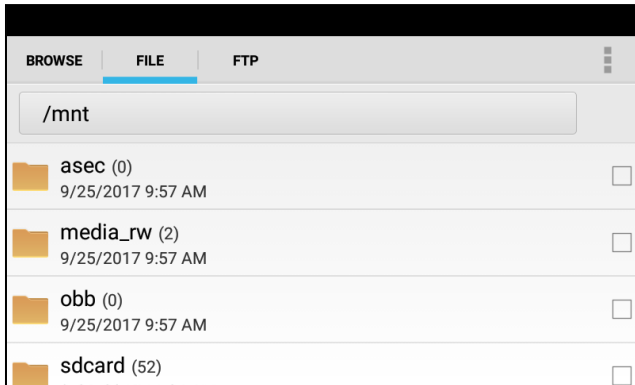 BROWSE FILE FTP
/mnt
asec (0)
9/25/2017 9:57 AM
media_rw (2)
9/25/2017 9:57 AM
obb (0)
9/25/2017 9:57 AM
sdcard (52)